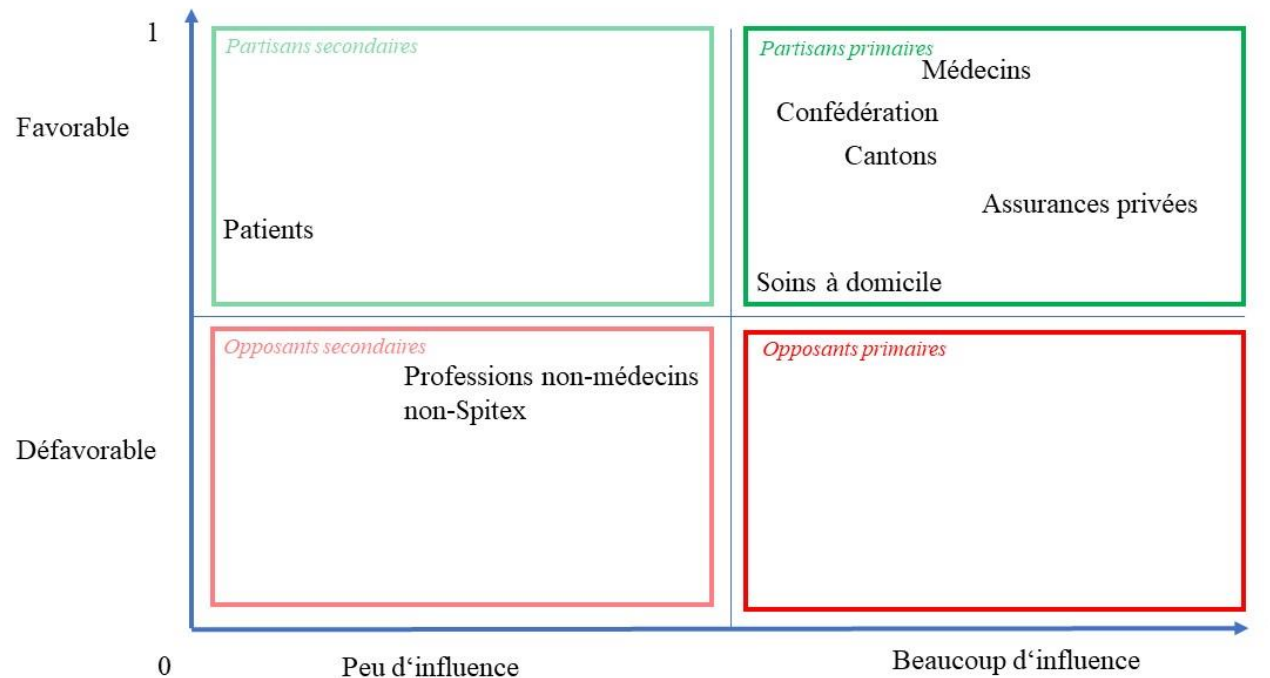 1
Partisans secondaires
Partisans primaires
Médecins
Confédération
Favorable
Cantons
Assurances privées
Patients
Soins à domicile
Opposants secondaires
Opposants primaires
Professions non-médecins
non-Spitex
Défavorable
0
Peu d‘influence
Beaucoup d‘influence